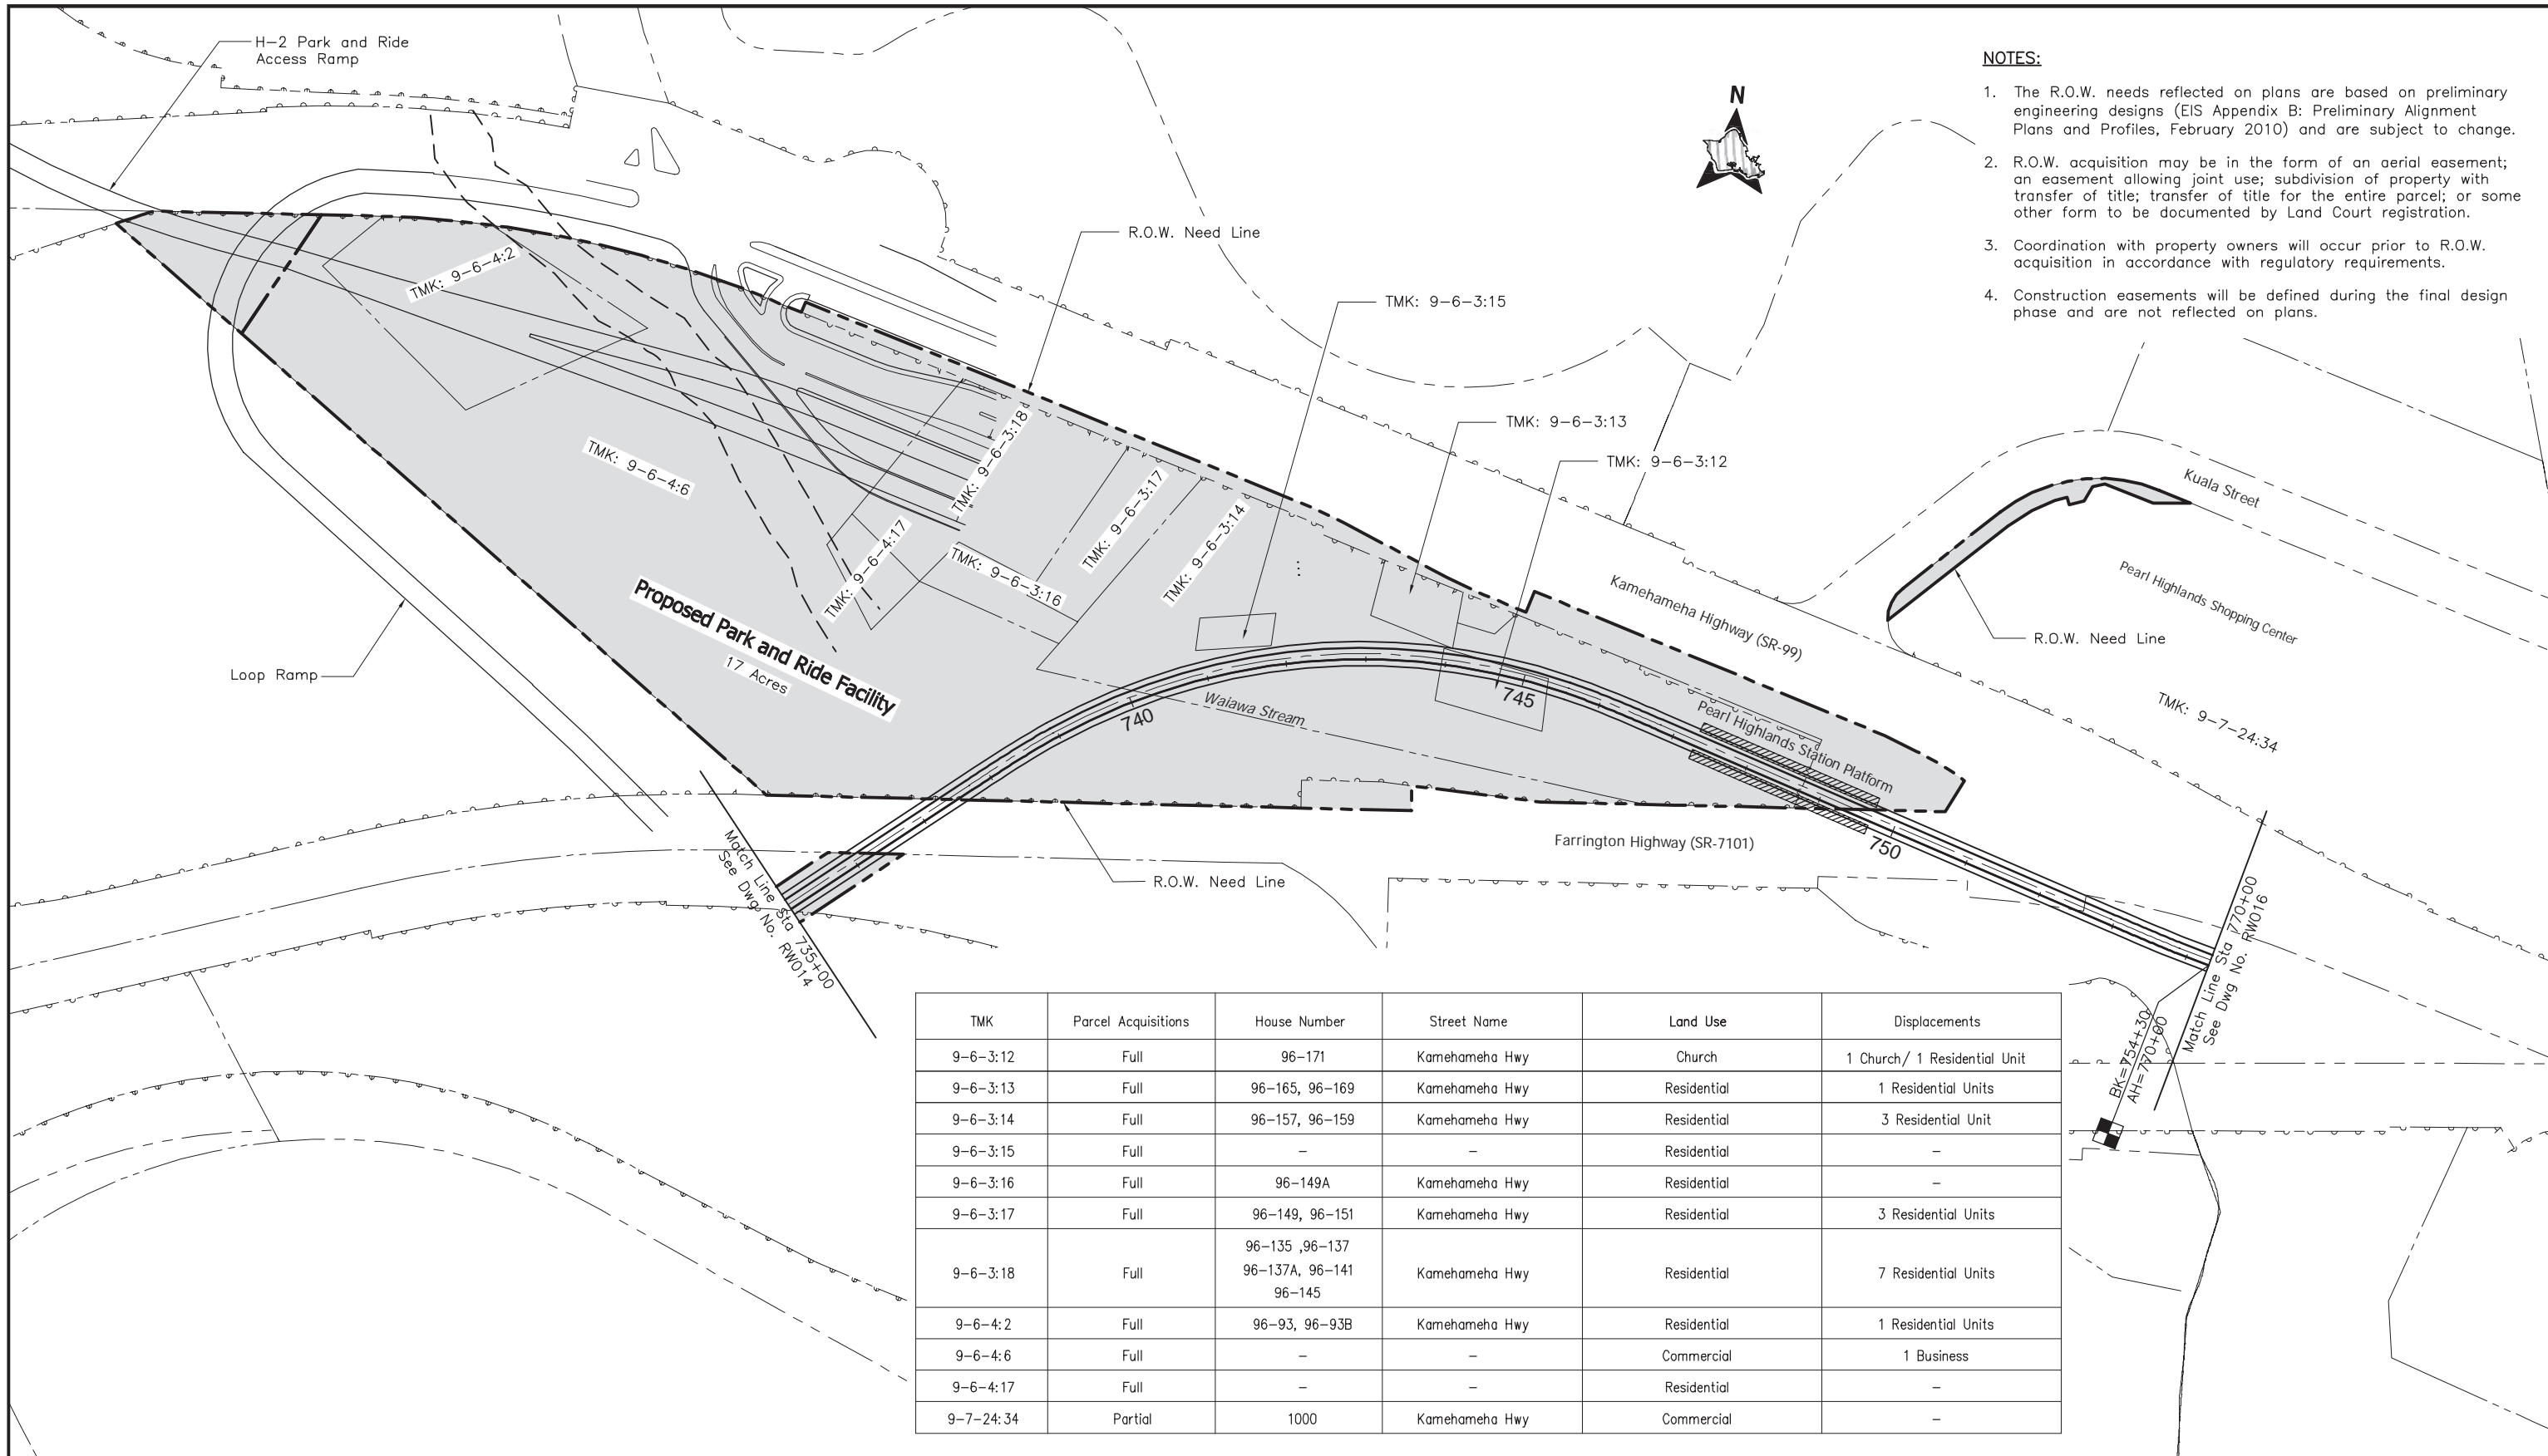 H-2 Park and Ride
Access Ramp
N
NOTES:
1. The R.O.W. needs reflected on plans are based on preliminary
engineering designs (EIS Appendix B: Preliminary Alignment
Plans and Profiles, February 2010) and are subject to change.
2. R.O.W. acquisition may be in the form of an aerial easement;
an easement allowing joint use; subdivision of property with
transfer of title; transfer of title for the entire parcel; or some
other form to be documented by Land Court registration.
3. Coordination with property owners will occur prior to R.O.W.
acquisition in accordance with regulatory requirements.
4. Construction easements will be defined during the final design
phase and are not reflected on plans.
R.O.W. Need Line
TMK: 9-6-4:2
TMK: 9-6-3:15
TMK: 9-6-3:13
TMK: 9-6-3:12
TMK: 9-6-4:6
TMK: 9-6-3:18
TMK: 9-6-3:17
TMK: 9-6-3:14
TMK: 9-6-4:17
TMK: 9-6-3:16
Kuala Street
Pearl Highlands Shopping Center
R.O.W. Need Line
Kamehameha Highway (SR-99)
Proposed Park and Ride Facility
17 Acres
Loop Ramp
TMK: 9-7-24:34
740
Waiawa Stream
745
Pearl Highlands Station Platform
750
Farrington Highway (SR-7101)
R.O.W. Need Line
Match Line Sta 735+00
See Dwg No. RW014
Match Line Sta 770+00
See Dwg No. RW016
BK=754+30
AH=770+00
TMK Parcel Acquisitions House Number Street Name Land Use Displacements
9-6-3:12 Full 96-171 Kamehameha Hwy Church 1 Church/ 1 Residential Unit
9-6-3:13 Full 96-165, 96-169 Kamehameha Hwy Residential 1 Residential Units
9-6-3:14 Full 96-157, 96-159 Kamehameha Hwy Residential 3 Residential Unit
9-6-3:15 Full - - Residential -
9-6-3:16 Full 96-149A Kamehameha Hwy Residential -
9-6-3:17 Full 96-149, 96-151 Kamehameha Hwy Residential 3 Residential Units
9-6-3:18 Full 96-135 ,96-137
96-137A, 96-141
96-145 Kamehameha Hwy Residential 7 Residential Units
9-6-4:2 Full 96-93, 96-93B Kamehameha Hwy Residential 1 Residential Units
9-6-4:6 Full - - Commercial 1 Business
9-6-4:17 Full - - Residential -
9-7-24:34 Partial 1000 Kamehameha Hwy Commercial -